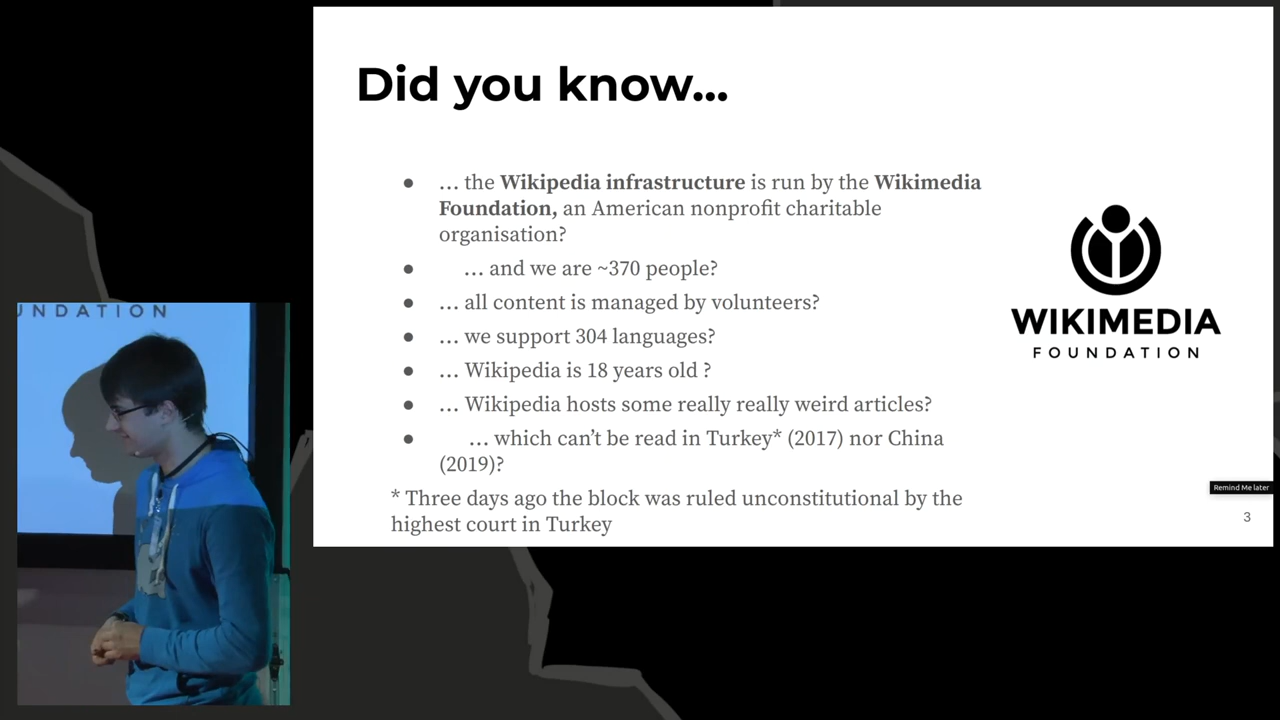 Did you know...
● … the Wikipedia infrastructure is run by the Wikimedia
Foundation, an American nonprofit charitable
organisation?
● … and we are ~370 people?
● … all content is managed by volunteers?
● … we support 304 languages?
● … Wikipedia is 18 years old ?
● … Wikipedia hosts some really really weird articles?
● … which can’t be read in Turkey* (2017) nor China
(2019)?
* Three days ago the block was ruled unconstitutional by the
highest court in Turkey
WIKIMEDIA
FOUNDATION
Remind Me later
3
UNDATION